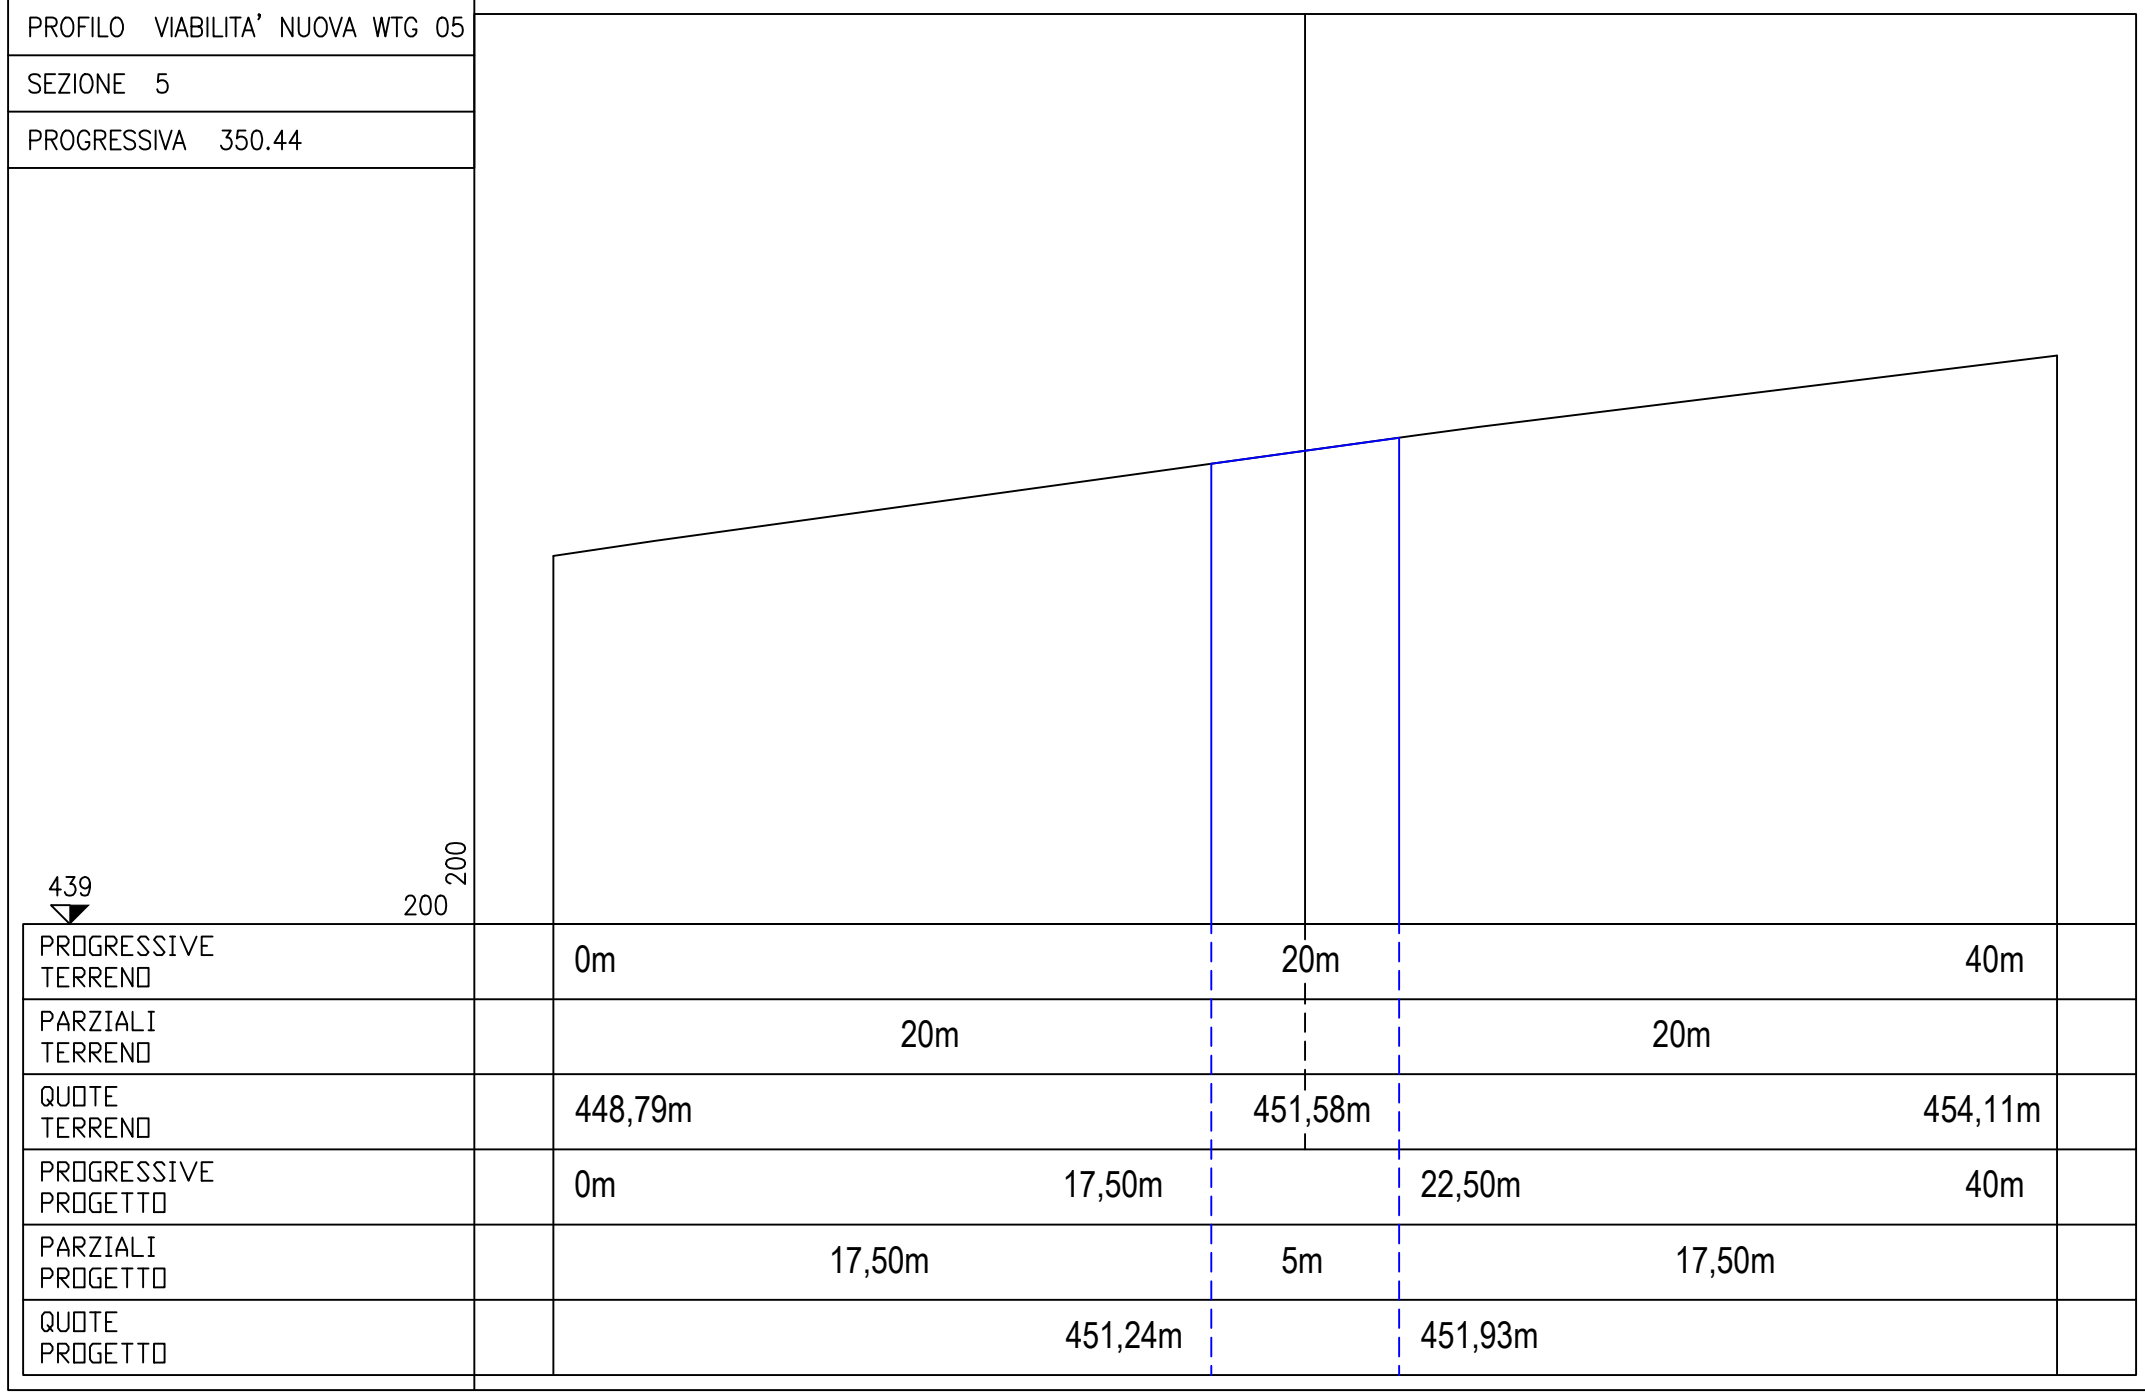 PROFILO VIABILITA' NUOVA WTG 05
SEZIONE 5
PROGRESSIVA 350.44
200
439
200
PROGRESSIVE
TERRENO
0m 20m 40m
PARZIALI
TERRENO
20m 20m
QUOTE
TERRENO
448,79m 451,58m 454,11m
PROGRESSIVE
PROGETTO
0m 17,50m 22,50m 40m
PARZIALI
PROGETTO
17,50m 5m 17,50m
QUOTE
PROGETTO
451,24m 451,93m